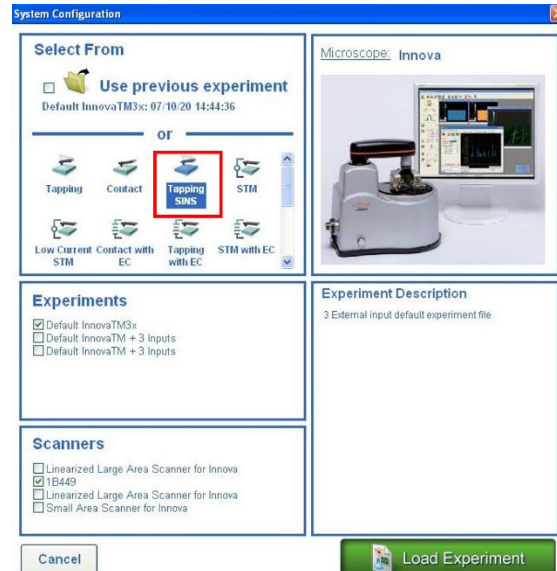 System Configuration
Select From
Use previous experiment
Default InnovaTM3x: 07/10/20 14:44:36
or
Tapping
Contact
Tapping
SINS
STM
Low Current
STM
Contact with
EC
Tapping
with EC
STM with EC
Experiments
Default InnovaTM3x
Default InnovaTM + 3 Inputs
Default InnovaTM + 3 Inputs
Scanners
Linearized Large Area Scanner for Innova
1B449
Linearized Large Area Scanner for Innova
Small Area Scanner for Innova
Cancel
Microscope: Innova
Experiment Description
3 External input default experiment file
Load Experiment